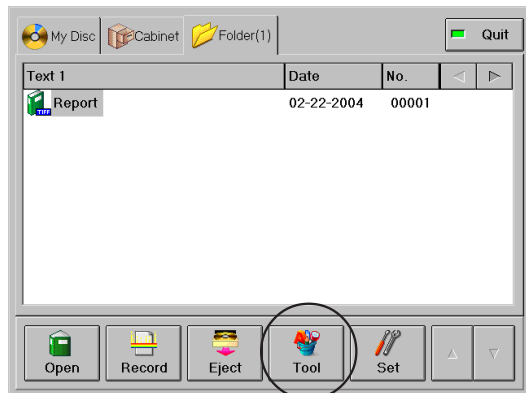 My Disc Cabinet Folder(1) Quit
Text 1 Date No.
TIFF Report 02-22-2004 00001
Open Record Eject Tool Set